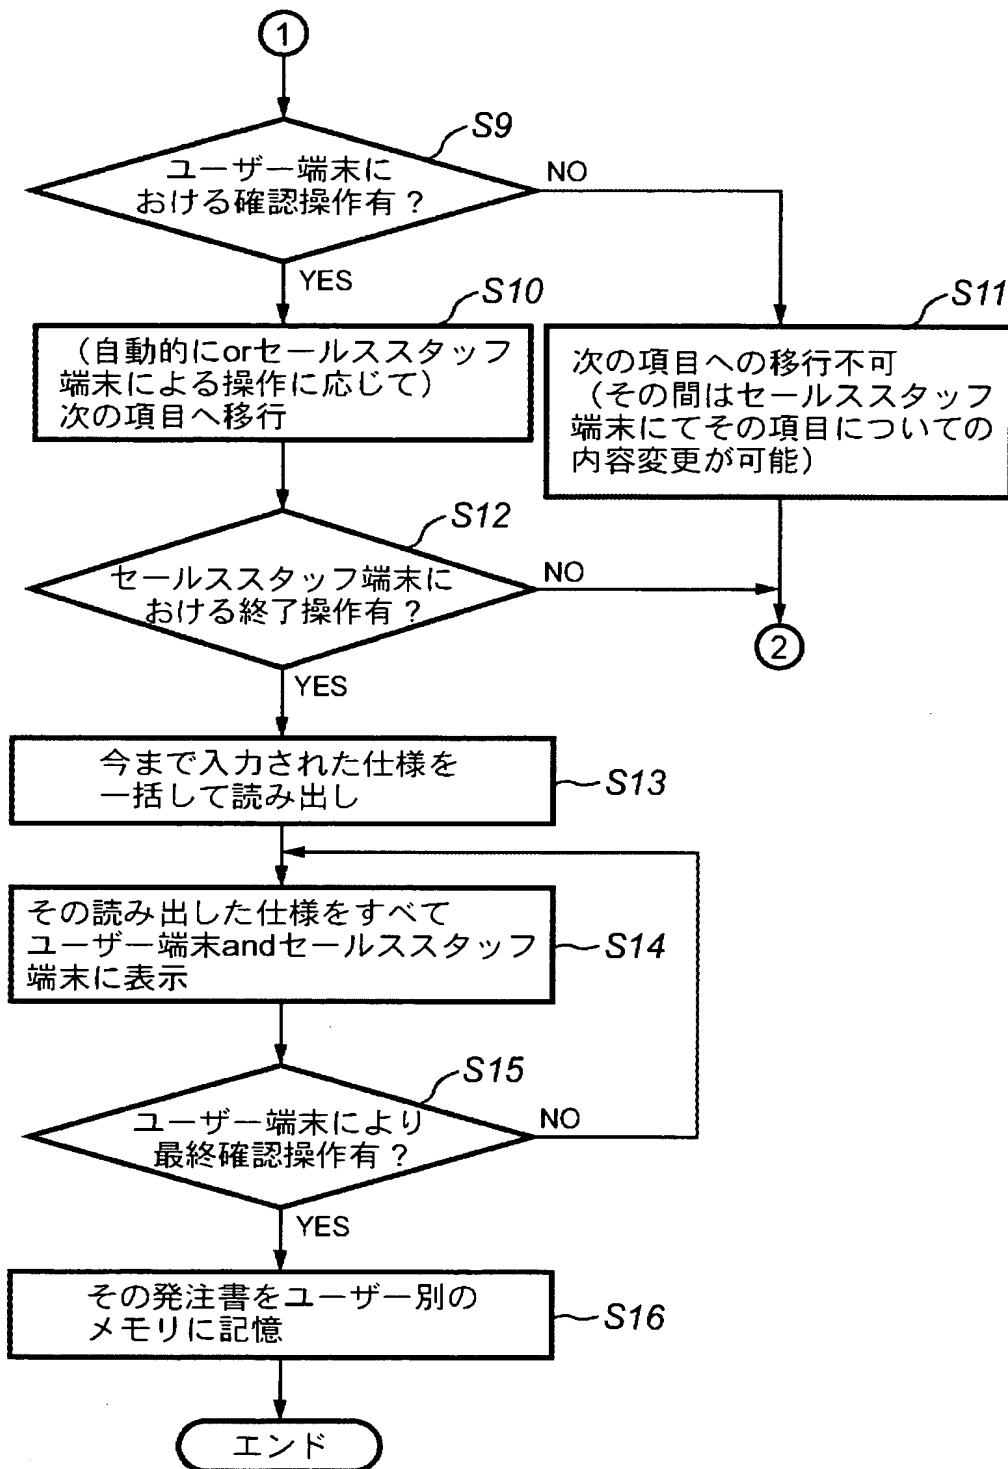 ①
S9
ユーザー端末に
おける確認操作有？
NO
YES
S10
（自動的にorセールススタッフ
端末による操作に応じて）
次の項目へ移行
S11
次の項目への移行不可
（その間はセールススタッフ
端末にてその項目についての
内容変更が可能）
S12
セールススタッフ端末に
おける終了操作有？
NO
②
YES
今まで入力された仕様を
一括して読み出し
S13
その読み出した仕様をすべて
ユーザー端末andセールススタッフ
端末に表示
S14
S15
ユーザー端末により
最終確認操作有？
NO
YES
その発注書をユーザー別の
メモリに記憶
S16
エンド